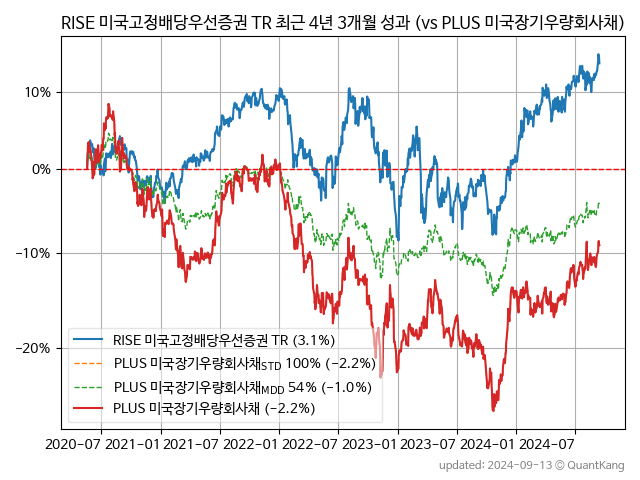 RISE 미국고정배당우선증권 TR 최근 4년 3개월 성과 (vs PLUS 미국장기우량회사채)
10%
0%
−10%
−20%
RISE 미국고정배당우선증권 TR (3.1%)
PLUS 미국장기우량회사채STD 100% (−2.2%)
PLUS 미국장기우량회사채MDD 54% (−1.0%)
PLUS 미국장기우량회사채 (−2.2%)
2020-07 2021-01 2021-07 2022-01 2022-07 2023-01 2023-07 2024-01 2024-07
updated: 2024-09-13 © QuantKang